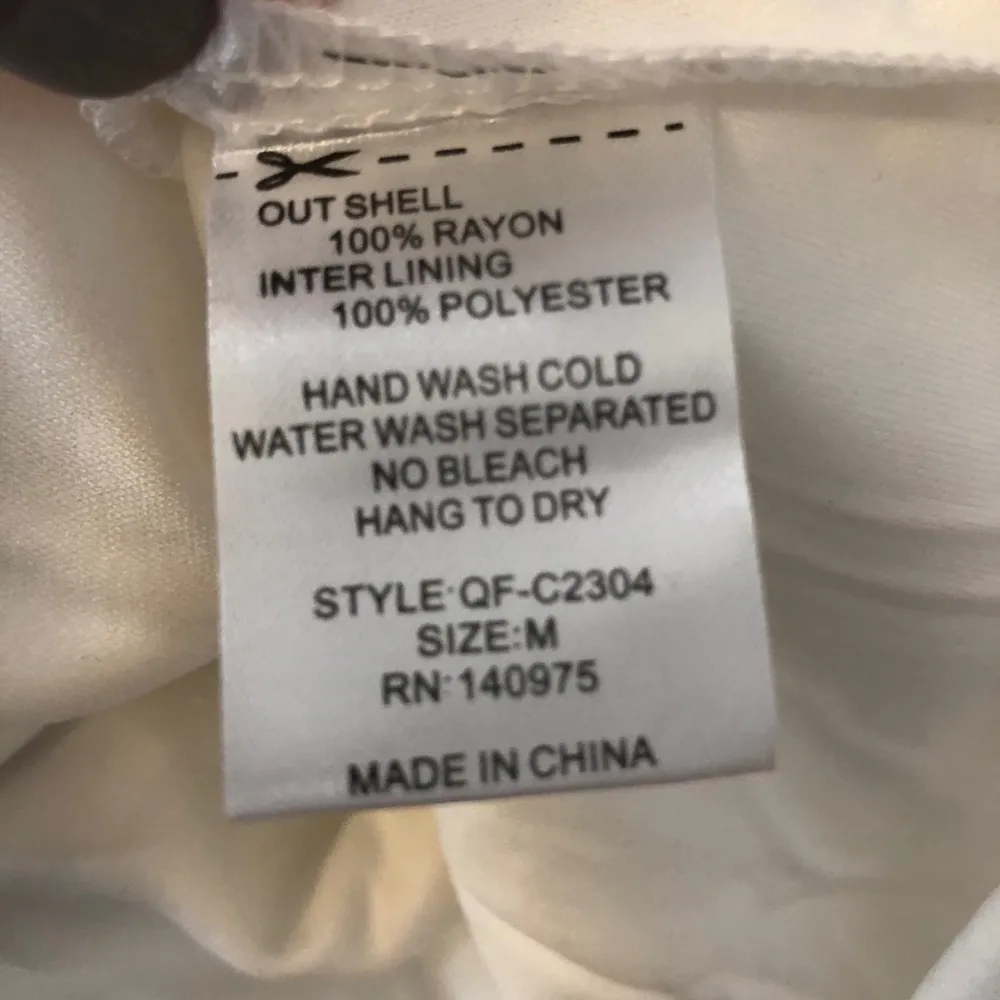 OUT SHELL
100% RAYON
INTER LINING
100% POLYESTER
HAND WASH COLD
WATER WASH SEPARATED
NO BLEACH
HANG TO DRY
STYLE:QF-C2304
SIZE:M
RN:140975
MADE IN CHINA